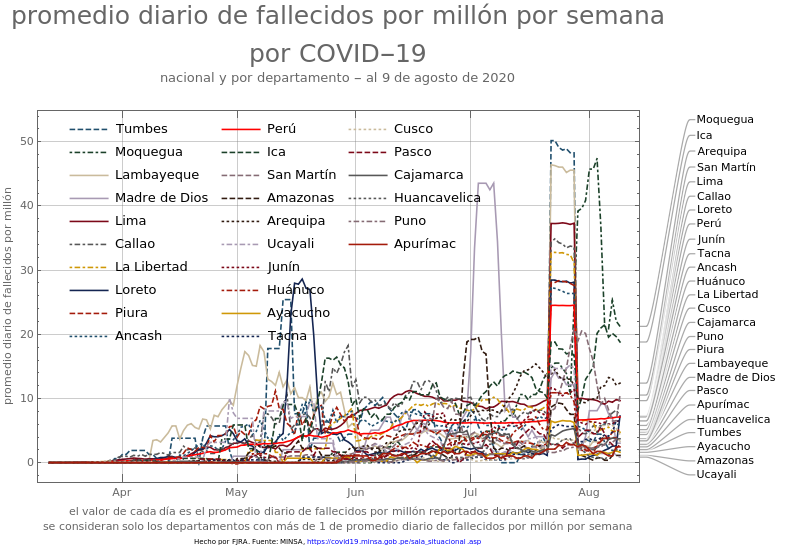 promedio diario de fallecidos por millón por semana
por COVID−19
nacional y por departamento − al 9 de agosto de 2020
promedio diario de fallecidos por millón
50
40
30
20
10
0
Apr
May
Jun
Jul
Aug
Tumbes
Moquegua
Lambayeque
Madre de Dios
Lima
Callao
La Libertad
Loreto
Piura
Ancash
Perú
Ica
San Martín
Amazonas
Arequipa
Ucayali
Junín
Huánuco
Ayacucho
Tacna
Cusco
Pasco
Cajamarca
Huancavelica
Puno
Apurímac
Moquegua
Ica
Arequipa
San Martín
Lima
Callao
Loreto
Perú
Junín
Tacna
Ancash
Huánuco
La Libertad
Cusco
Cajamarca
Puno
Piura
Lambayeque
Madre de Dios
Pasco
Apurímac
Huancavelica
Tumbes
Ayacucho
Amazonas
Ucayali
el valor de cada día es el promedio diario de fallecidos por millón reportados durante una semana
se consideran solo los departamentos con más de 1 de promedio diario de fallecidos por millón por semana
Hecho por FJRA. Fuente: MINSA, https://covid19.minsa.gob.pe/sala_situacional .asp